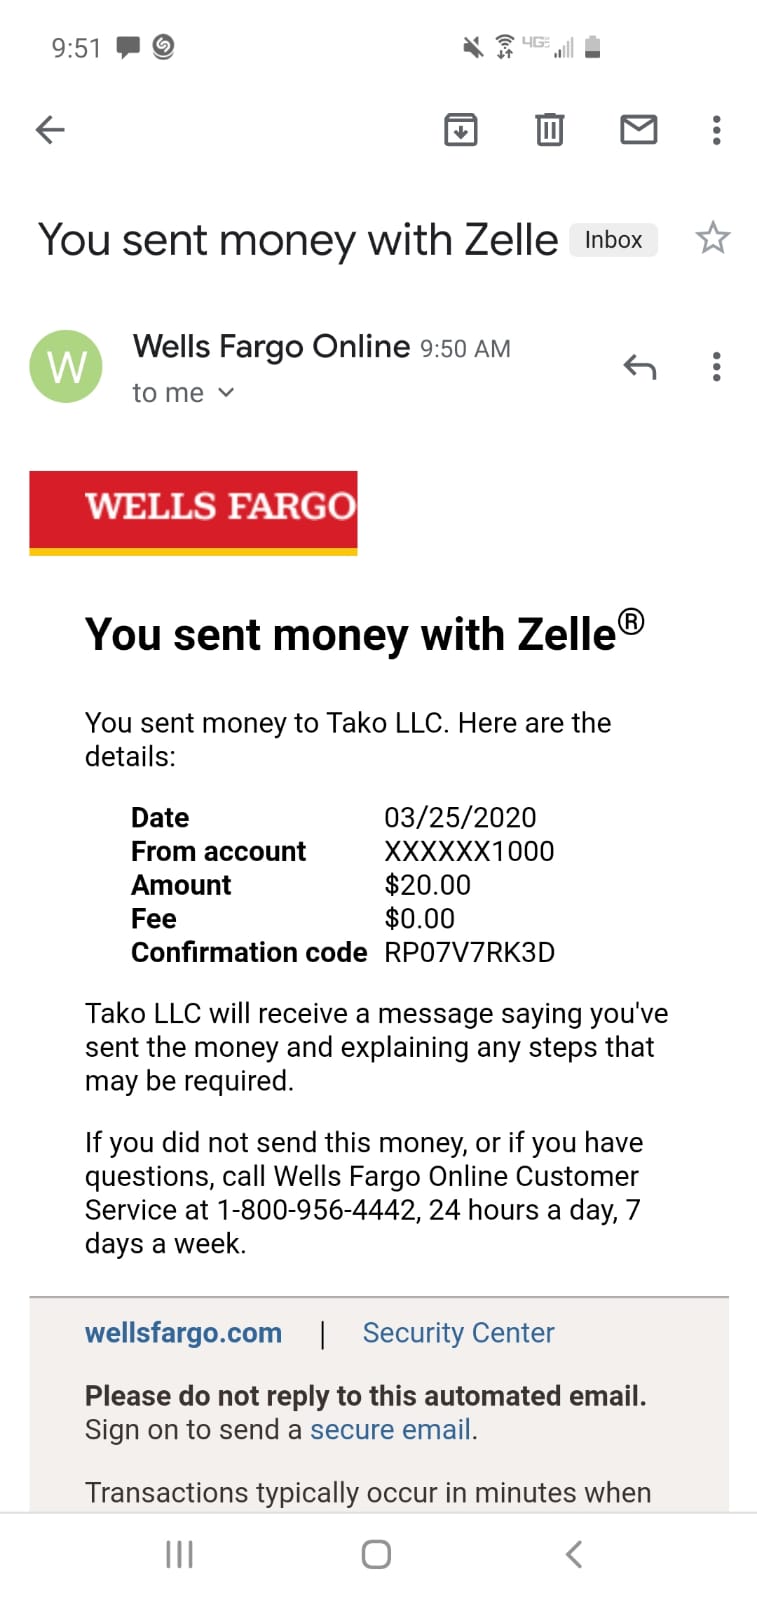 9:51 4GE
You sent money with Zelle Inbox
W Wells Fargo Online 9:50 AM
to me
WELLS FARGO
You sent money with Zelle®
You sent money to Tako LLC. Here are the
details:
Date 03/25/2020
From account XXXXXX1000
Amount $20.00
Fee $0.00
Confirmation code RP07V7RK3D
Tako LLC will receive a message saying you've
sent the money and explaining any steps that
may be required.
If you did not send this money, or if you have
questions, call Wells Fargo Online Customer
Service at 1-800-956-4442, 24 hours a day, 7
days a week.
wellsfargo.com | Security Center
Please do not reply to this automated email.
Sign on to send a secure email.
Transactions typically occur in minutes when